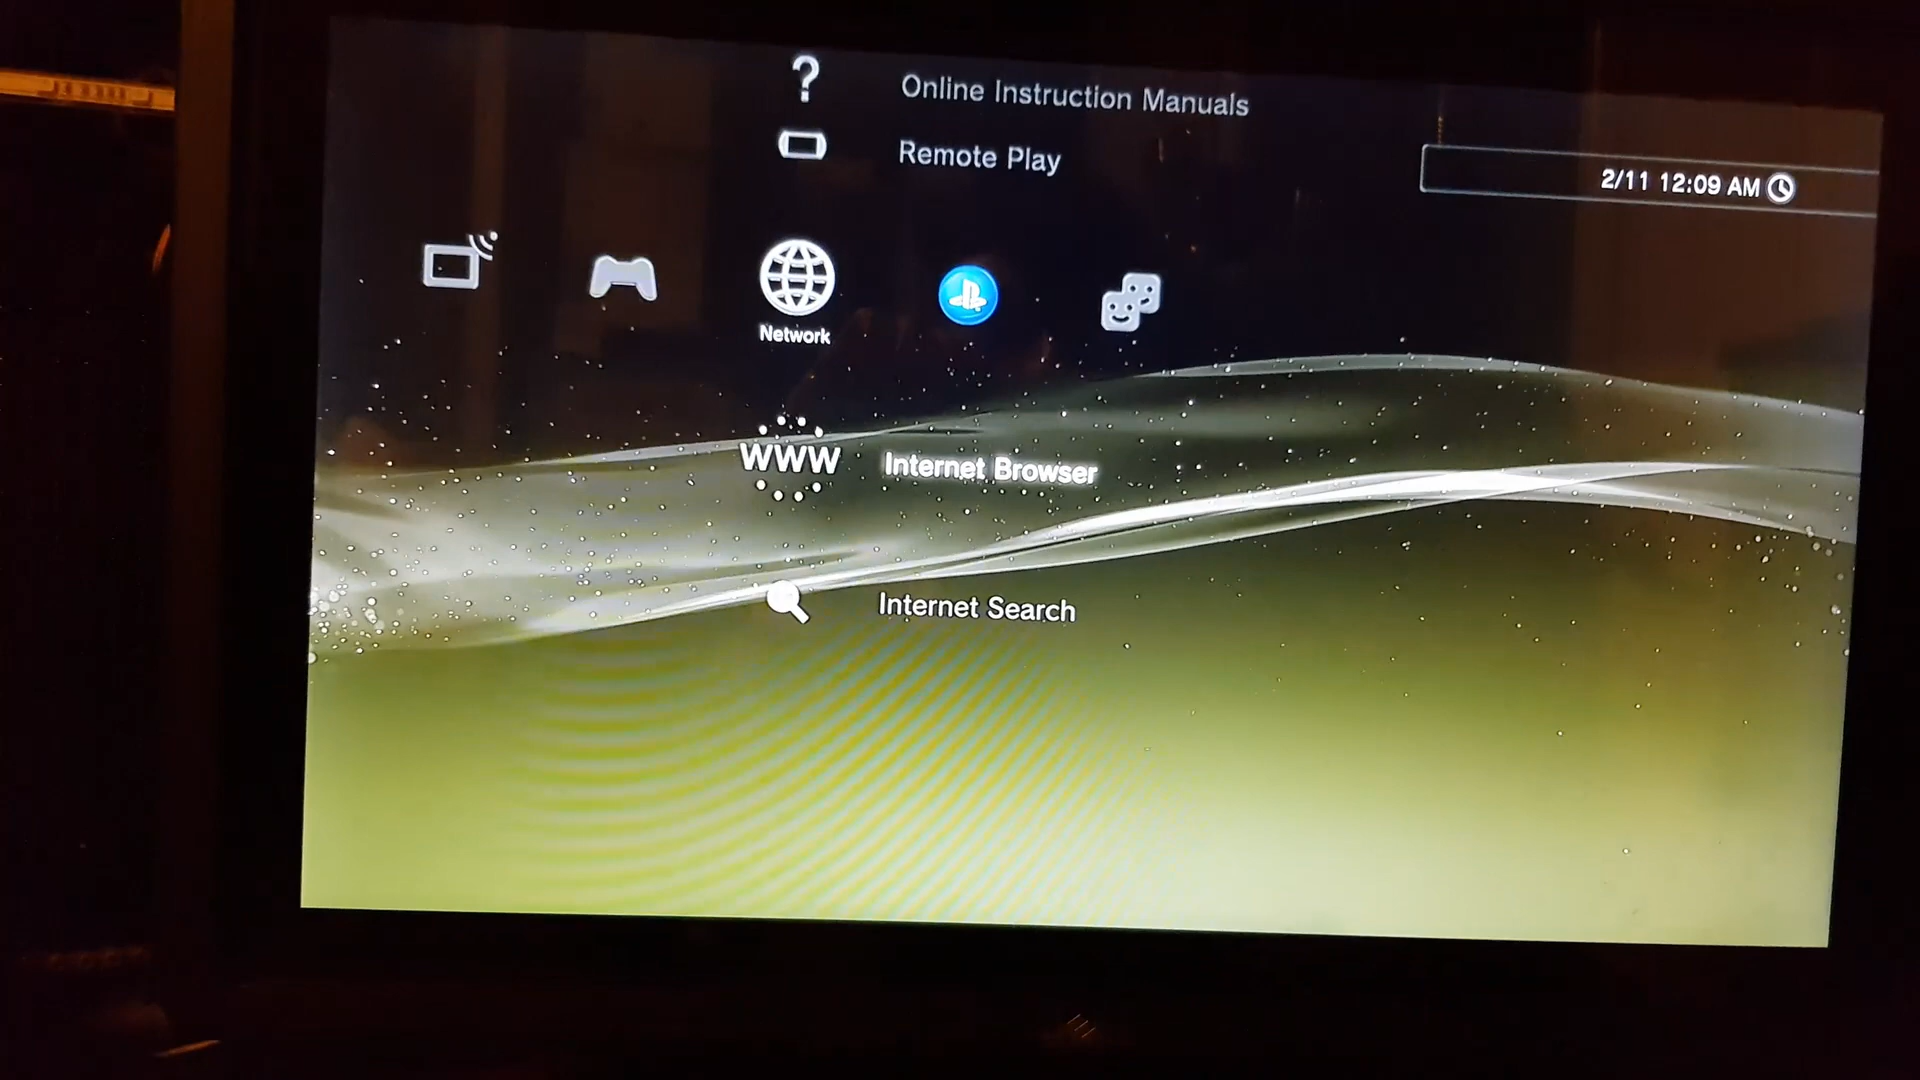 Online Instruction Manuals
Remote Play
2/11 12:09 AM
Network
WWW
Internet Browser
Internet Search